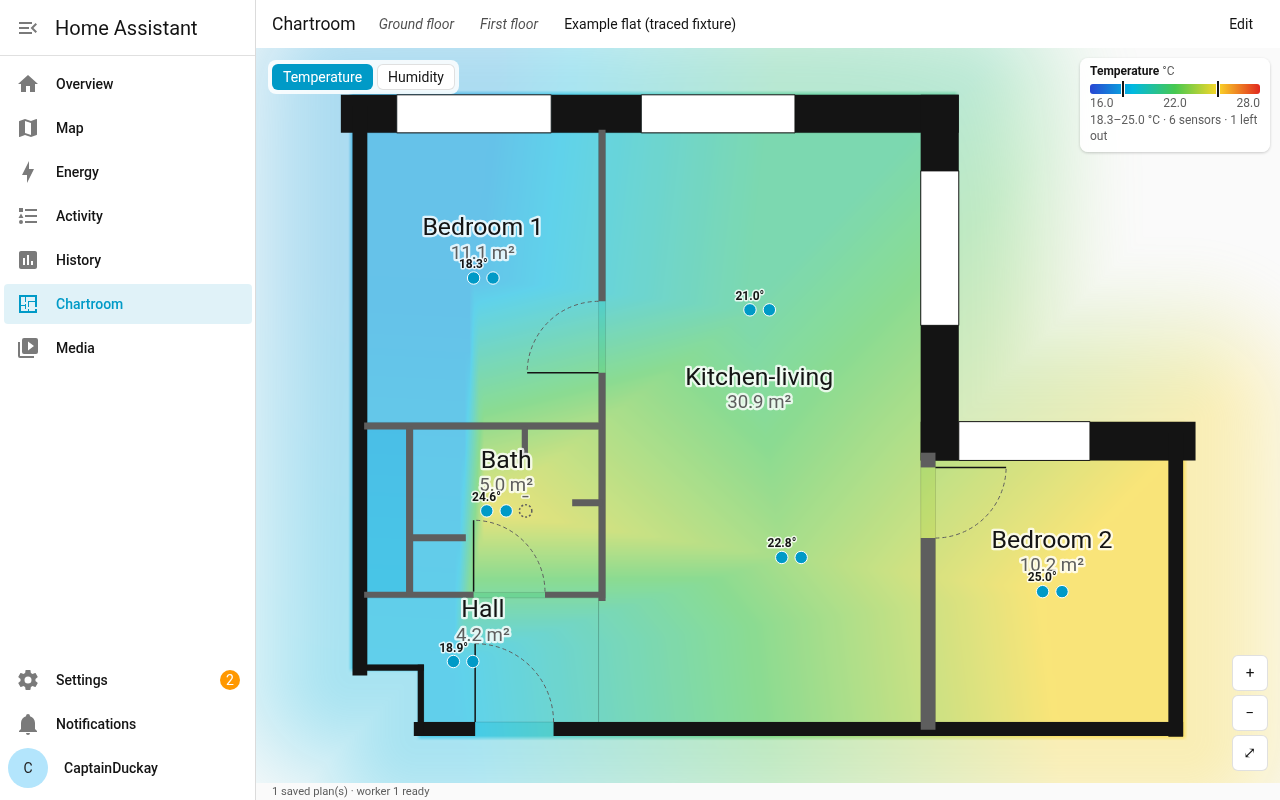 Home Assistant
Overview
Map
Energy
Activity
History
Chartroom
Media
Settings
2
Notifications
C
CaptainDuckay
Chartroom
Ground floor
First floor
Example flat (traced fixture)
Edit
Temperature
Humidity
Temperature °C
16.0
22.0
28.0
18.3–25.0 °C · 6 sensors · 1 left
out
Bedroom 1
11.1 m²
18.3°
21.0°
Kitchen-living
30.9 m²
Bath
5.0 m²
24.6°
–
22.8°
Bedroom 2
10.2 m²
25.0°
Hall
4.2 m²
18.9°
+
−
⤢
1 saved plan(s) · worker 1 ready